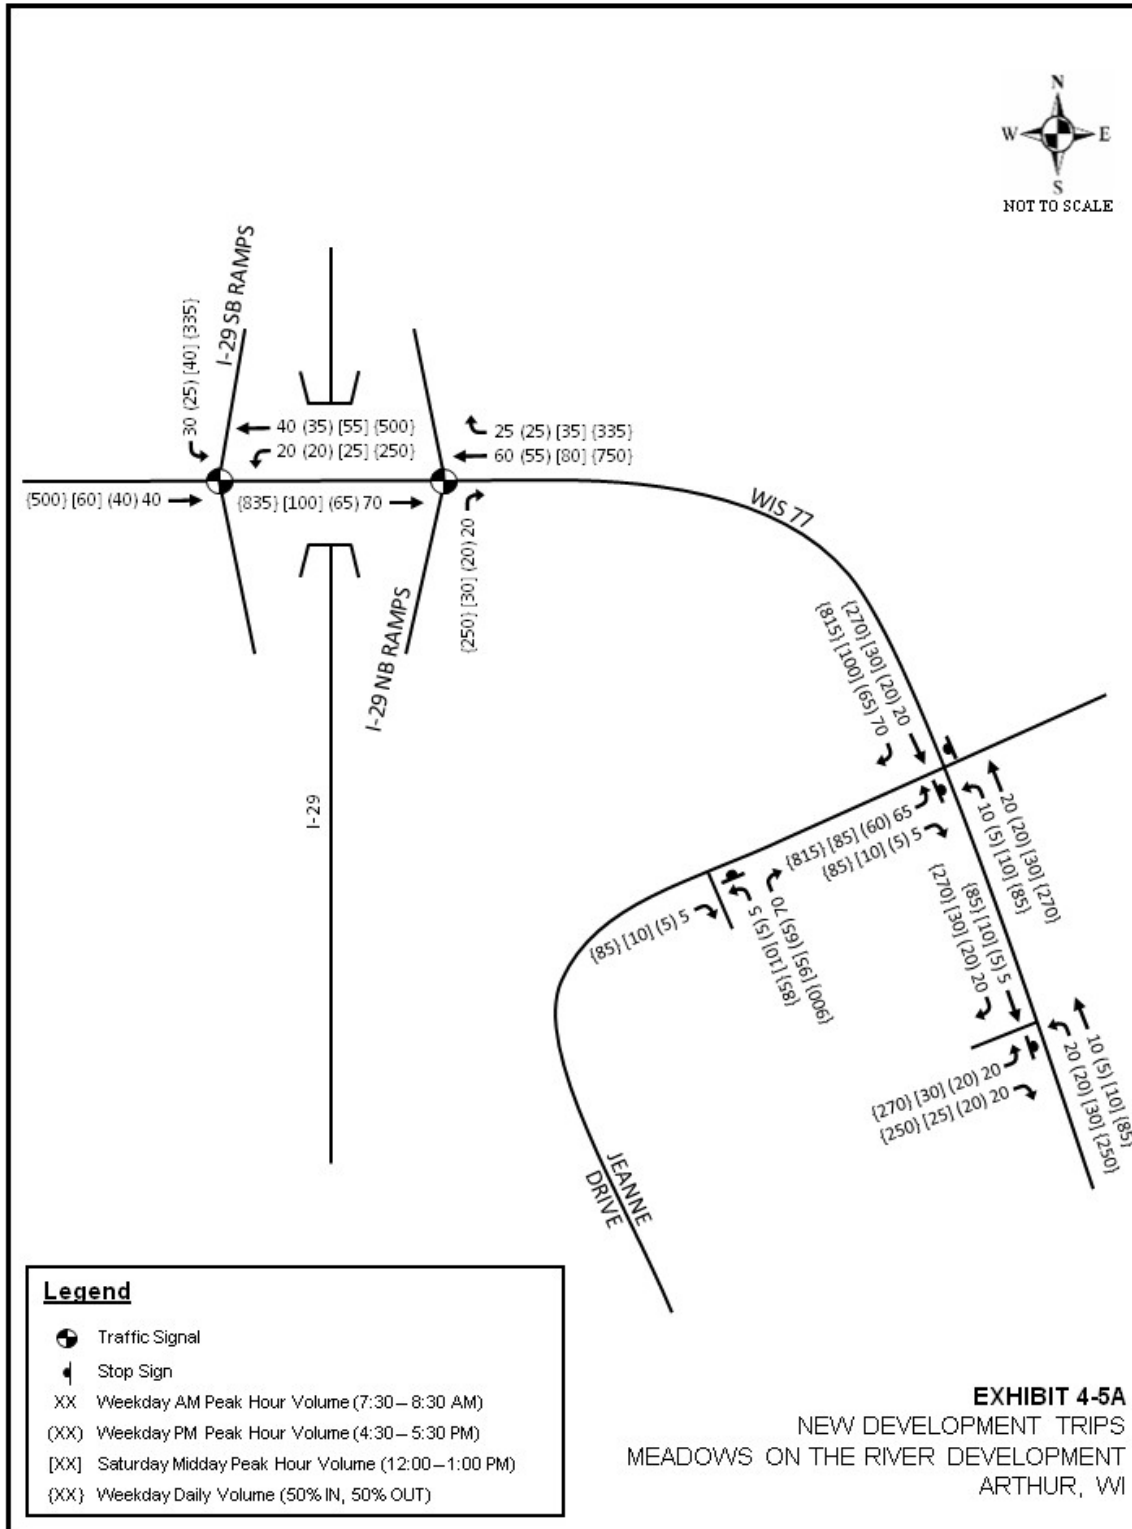 N
W E
S
NOT TO SCALE
I-29 SB RAMPS
30 (25) [40] {335}
40 (35) [55] {500}
20 (20) [25] {250}
25 (25) [35] {335}
60 (55) [80] {750}
{500} [60] (40) 40
{835} [100] (65) 70
{250} [30] (20) 20
I-29 NB RAMPS
WIS 77
I-29
{270} [30] (20) 20
{815} [100] (65) 70
20 (20) [30] {270}
10 (5) [10] {85}
{815} [85] (60) 65
{85} [10] (5) 5
{85} [10] (5) 5
{900} [95] (65) 70
{85} [10] (5) 5
{85} [10] (5) 5
{270} [30] (20) 20
10 (5) [10] {85}
20 (20) [30] {250}
{270} [30] (20) 20
{250} [25] (20) 20
JEANNE
DRIVE
Legend
Traffic Signal
Stop Sign
XX Weekday AM Peak Hour Volume (7:30 – 8:30 AM)
(XX) Weekday PM Peak Hour Volume (4:30 – 5:30 PM)
[XX] Saturday Midday Peak Hour Volume (12:00 – 1:00 PM)
{XX} Weekday Daily Volume (50% IN, 50% OUT)
EXHIBIT 4-5A
NEW DEVELOPMENT TRIPS
MEADOWS ON THE RIVER DEVELOPMENT
ARTHUR, WI